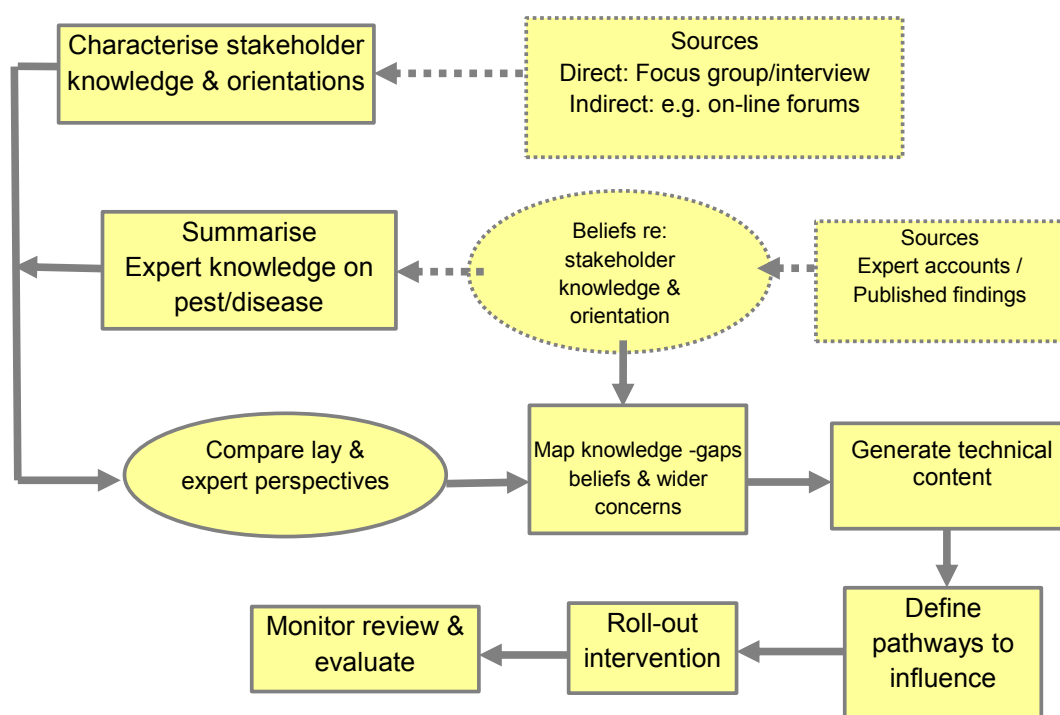 Characterise stakeholder
knowledge & orientations
Sources
Direct: Focus group/interview
Indirect: e.g. on-line forums
Summarise
Expert knowledge on
pest/disease
Beliefs re:
stakeholder
knowledge &
orientation
Sources
Expert accounts /
Published findings
Compare lay &
expert perspectives
Map knowledge -gaps
beliefs & wider
concerns
Generate technical
content
Define
pathways to
influence
Roll-out
intervention
Monitor review &
evaluate